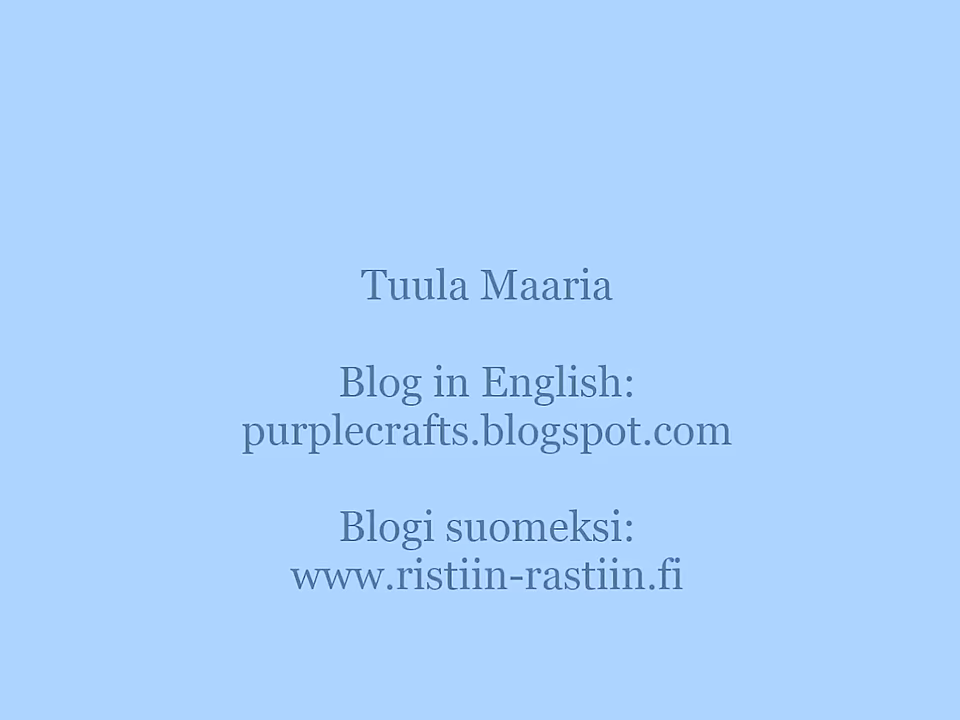 Tuula Maaria
Blog in English:
purplecrafts.blogspot.com
Blogi suomeksi:
www.ristiin-rastiin.fi